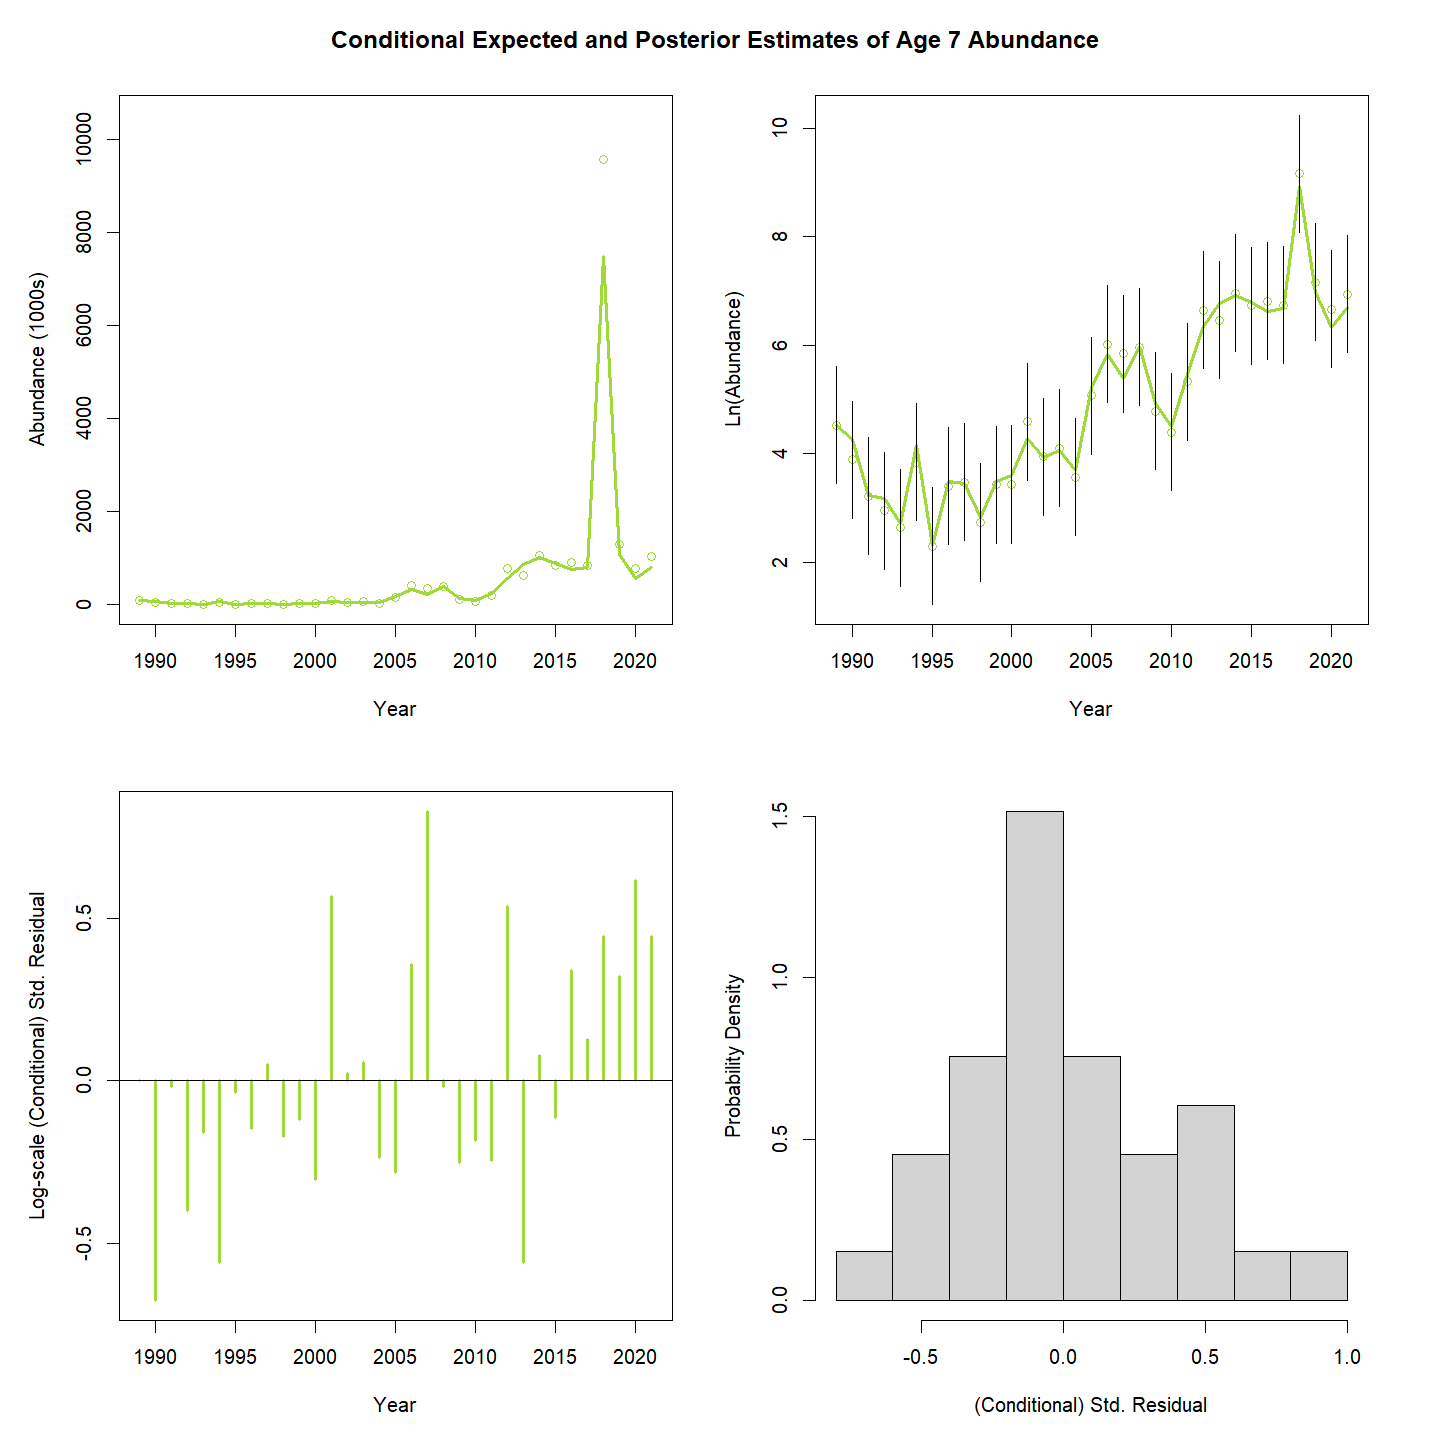 Conditional Expected and Posterior Estimates of Age 7 Abundance
Abundance (1000s)
0
2000
4000
6000
8000
10000
1990 1995 2000 2005 2010 2015 2020
Year
Ln(Abundance)
2
4
6
8
10
1990 1995 2000 2005 2010 2015 2020
Year
Log-scale (Conditional) Std. Residual
-0.5
0.0
0.5
1990 1995 2000 2005 2010 2015 2020
Year
Probability Density
0.0
0.5
1.0
1.5
-0.5 0.0 0.5 1.0
(Conditional) Std. Residual